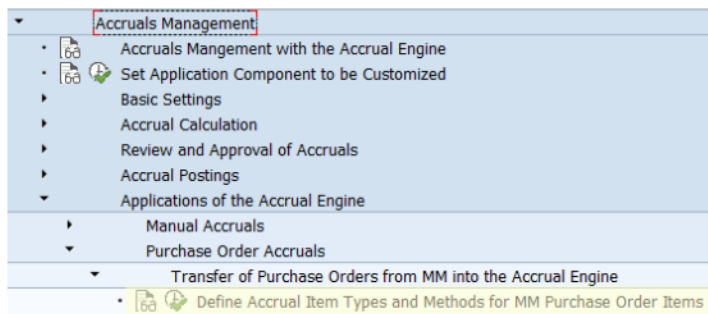 Accruals Management
Accruals Mangement with the Accrual Engine
Set Application Component to be Customized
Basic Settings
Accrual Calculation
Review and Approval of Accruals
Accrual Postings
Applications of the Accrual Engine
Manual Accruals
Purchase Order Accruals
Transfer of Purchase Orders from MM into the Accrual Engine
Define Accrual Item Types and Methods for MM Purchase Order Items